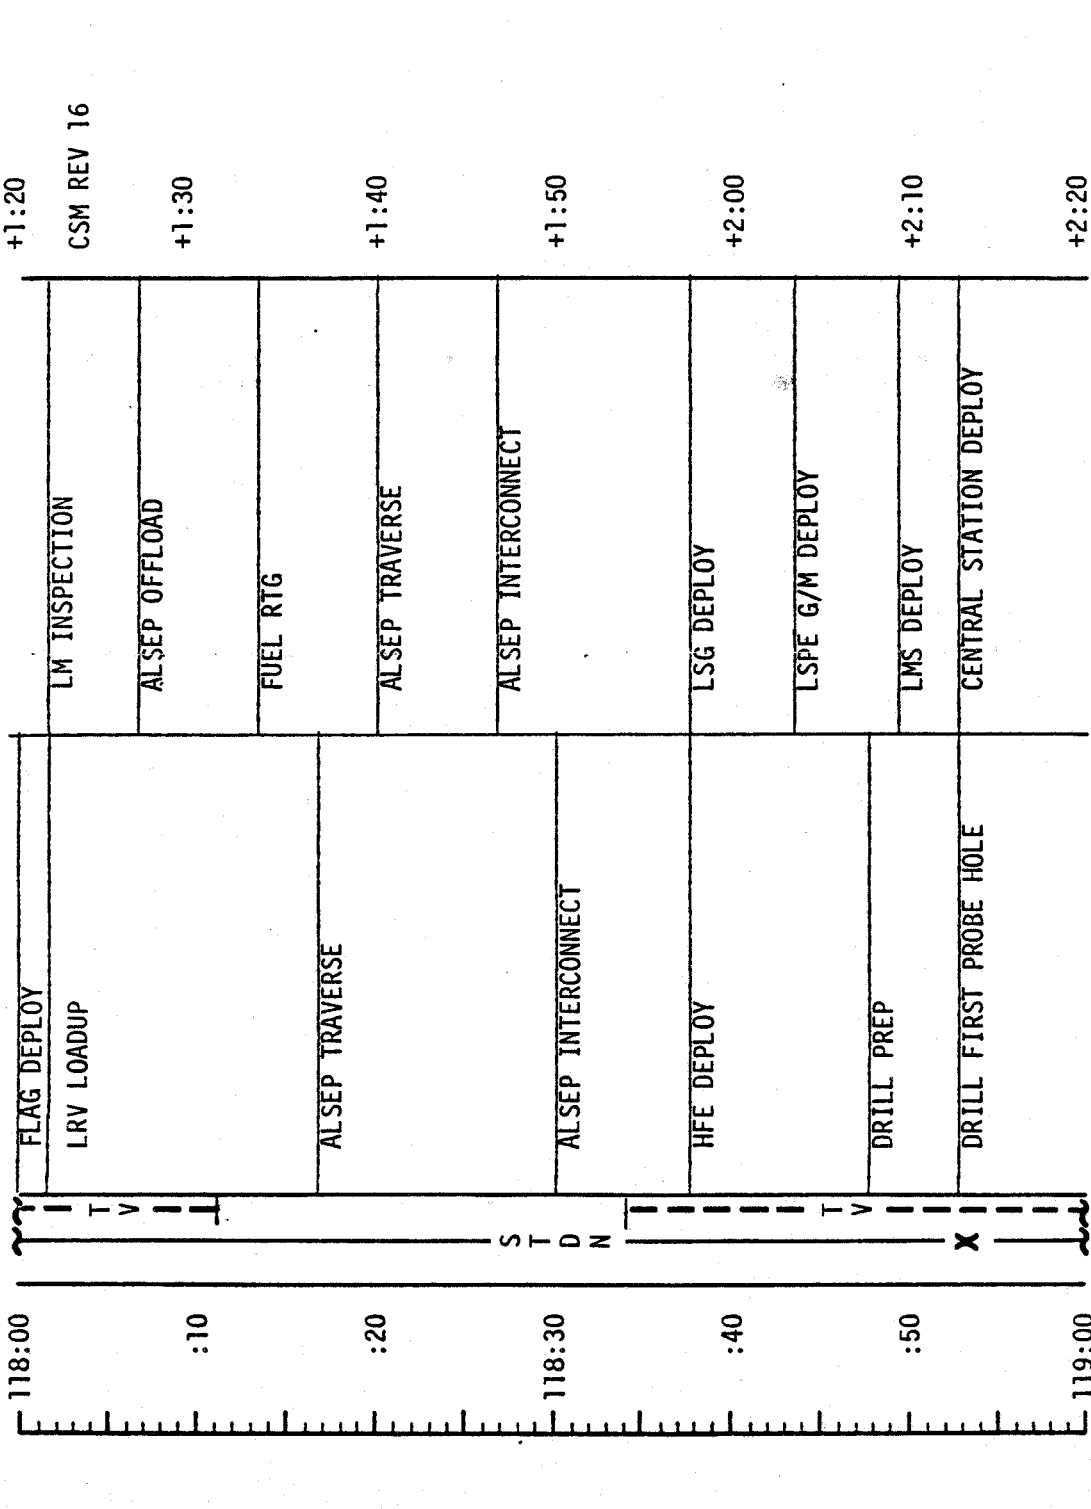 118:00
:10
:20
118:30
:40
:50
119:00
TV
STDN
TV
X
FLAG DEPLOY
LRV LOADUP
ALSEP TRAVERSE
ALSEP INTERCONNECT
HFE DEPLOY
DRILL PREP
DRILL FIRST PROBE HOLE
LM INSPECTION
ALSEP OFFLOAD
FUEL RTG
ALSEP TRAVERSE
ALSEP INTERCONNECT
LSG DEPLOY
LSPE G/M DEPLOY
LMS DEPLOY
CENTRAL STATION DEPLOY
+1:20
CSM REV 16
+1:30
+1:40
+1:50
+2:00
+2:10
+2:20